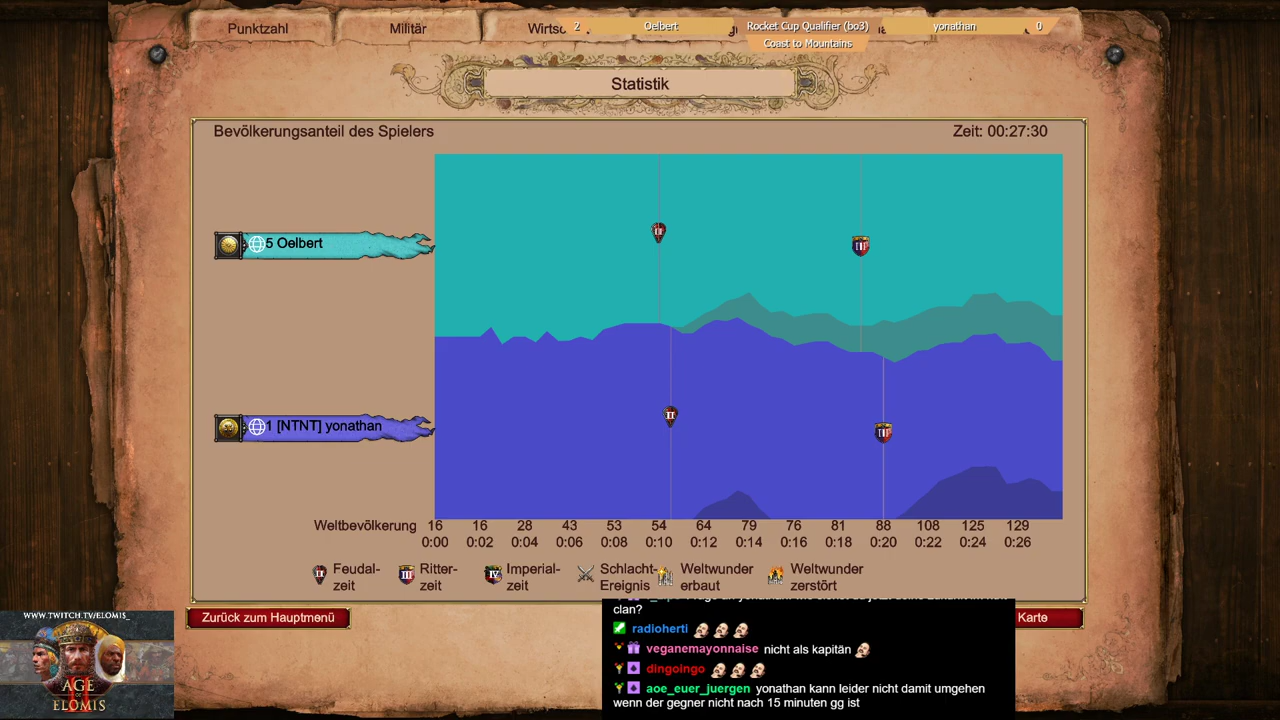 Punktzahl
Militär
Wirtsc
2
Oelbert
Rocket Cup Qualifier (bo3)
yonathan
0
Coast to Mountains
Statistik
Bevölkerungsanteil des Spielers
Zeit: 00:27:30
5 Oelbert
1 [NTNT] yonathan
Weltbevölkerung 16 16 28 43 53 54 64 79 76 81 88 108 125 129
0:00 0:02 0:04 0:06 0:08 0:10 0:12 0:14 0:16 0:18 0:20 0:22 0:24 0:26
Feudal-
zeit
Ritter-
zeit
Imperial-
zeit
Schlacht-
Ereignis
Weltwunder
erbaut
Weltwunder
zerstört
Zurück zum Hauptmenü
Karte
clan?
radioherti
veganemayonnaise nicht als kapitän
dingoingo
aoe_euer_juergen yonathan kann leider nicht damit umgehen
wenn der gegner nicht nach 15 minuten gg ist
WWW.TWITCH.TV/ELOMIS_
AGE
OF
ELOMIS